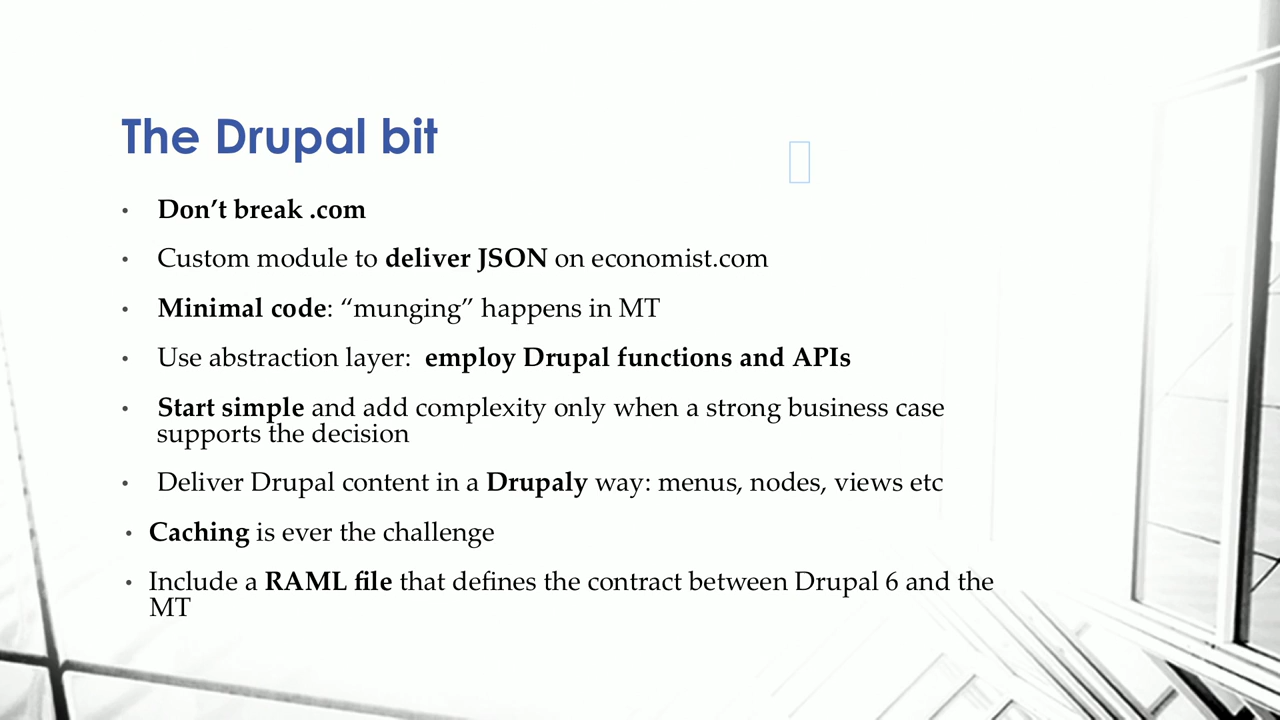 The Drupal bit
• Don’t break .com
• Custom module to deliver JSON on economist.com
• Minimal code: “munging” happens in MT
• Use abstraction layer:  employ Drupal functions and APIs
• Start simple and add complexity only when a strong business case
supports the decision
• Deliver Drupal content in a Drupaly way: menus, nodes, views etc
• Caching is ever the challenge
• Include a RAML file that defines the contract between Drupal 6 and the
MT